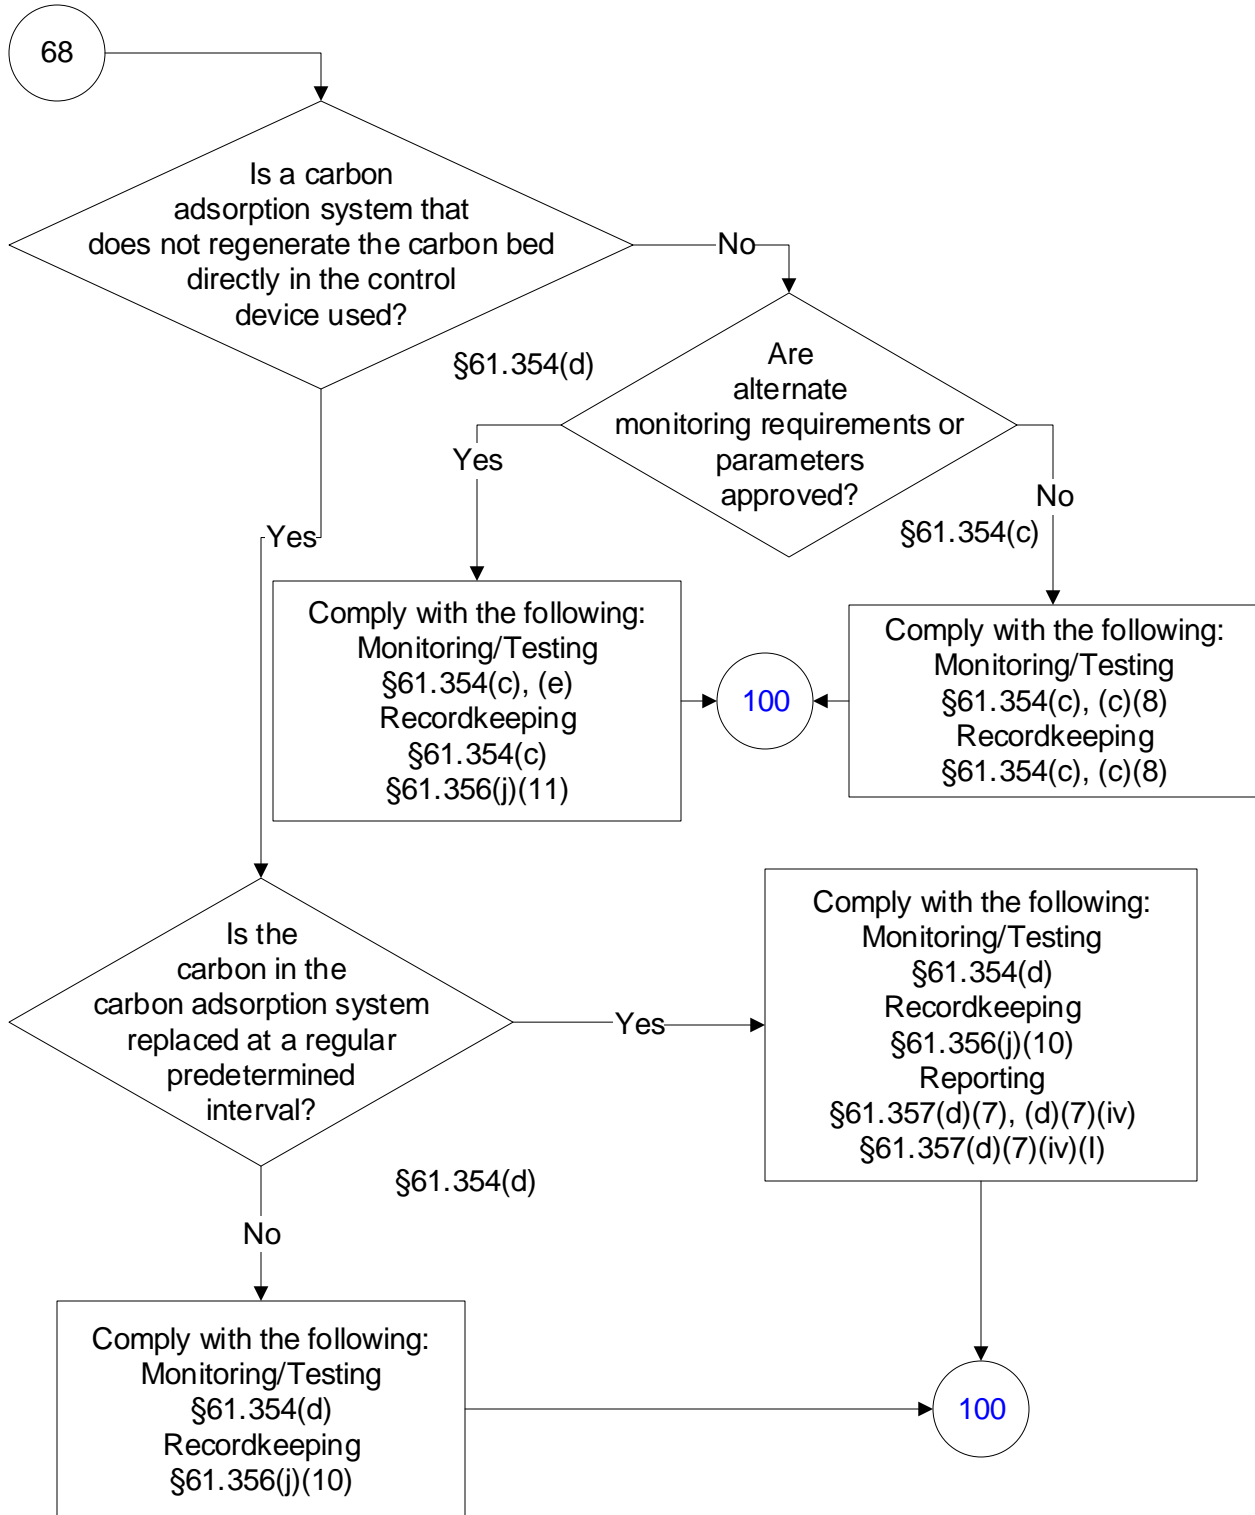 68
Is a carbon
adsorption system that
does not regenerate the carbon bed
directly in the control
device used?
No
§61.354(d)
Yes
Are
alternate
monitoring requirements or
parameters
approved?
Yes
No
§61.354(c)
Comply with the following:
Monitoring/Testing
§61.354(c), (e)
Recordkeeping
§61.354(c)
§61.356(j)(11)
100
Comply with the following:
Monitoring/Testing
§61.354(c), (c)(8)
Recordkeeping
§61.354(c), (c)(8)
Is the
carbon in the
carbon adsorption system
replaced at a regular
predetermined
interval?
Yes
§61.354(d)
No
Comply with the following:
Monitoring/Testing
§61.354(d)
Recordkeeping
§61.356(j)(10)
Reporting
§61.357(d)(7), (d)(7)(iv)
§61.357(d)(7)(iv)(I)
Comply with the following:
Monitoring/Testing
§61.354(d)
Recordkeeping
§61.356(j)(10)
100